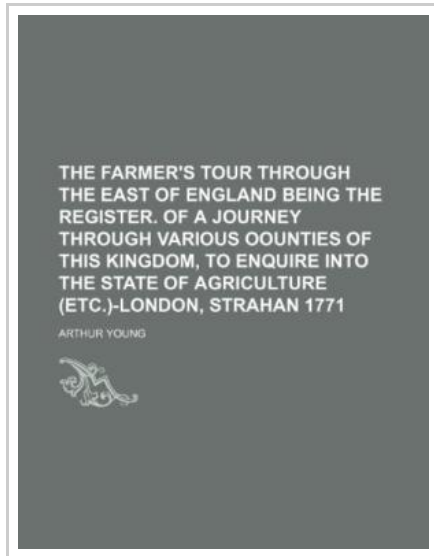 THE FARMER'S TOUR THROUGH
THE EAST OF ENGLAND BEING THE
REGISTER. OF A JOURNEY
THROUGH VARIOUS OOUNTIES OF
THIS KINGDOM, TO ENQUIRE INTO
THE STATE OF AGRICULTURE
(ETC.)-LONDON, STRAHAN 1771
ARTHUR YOUNG